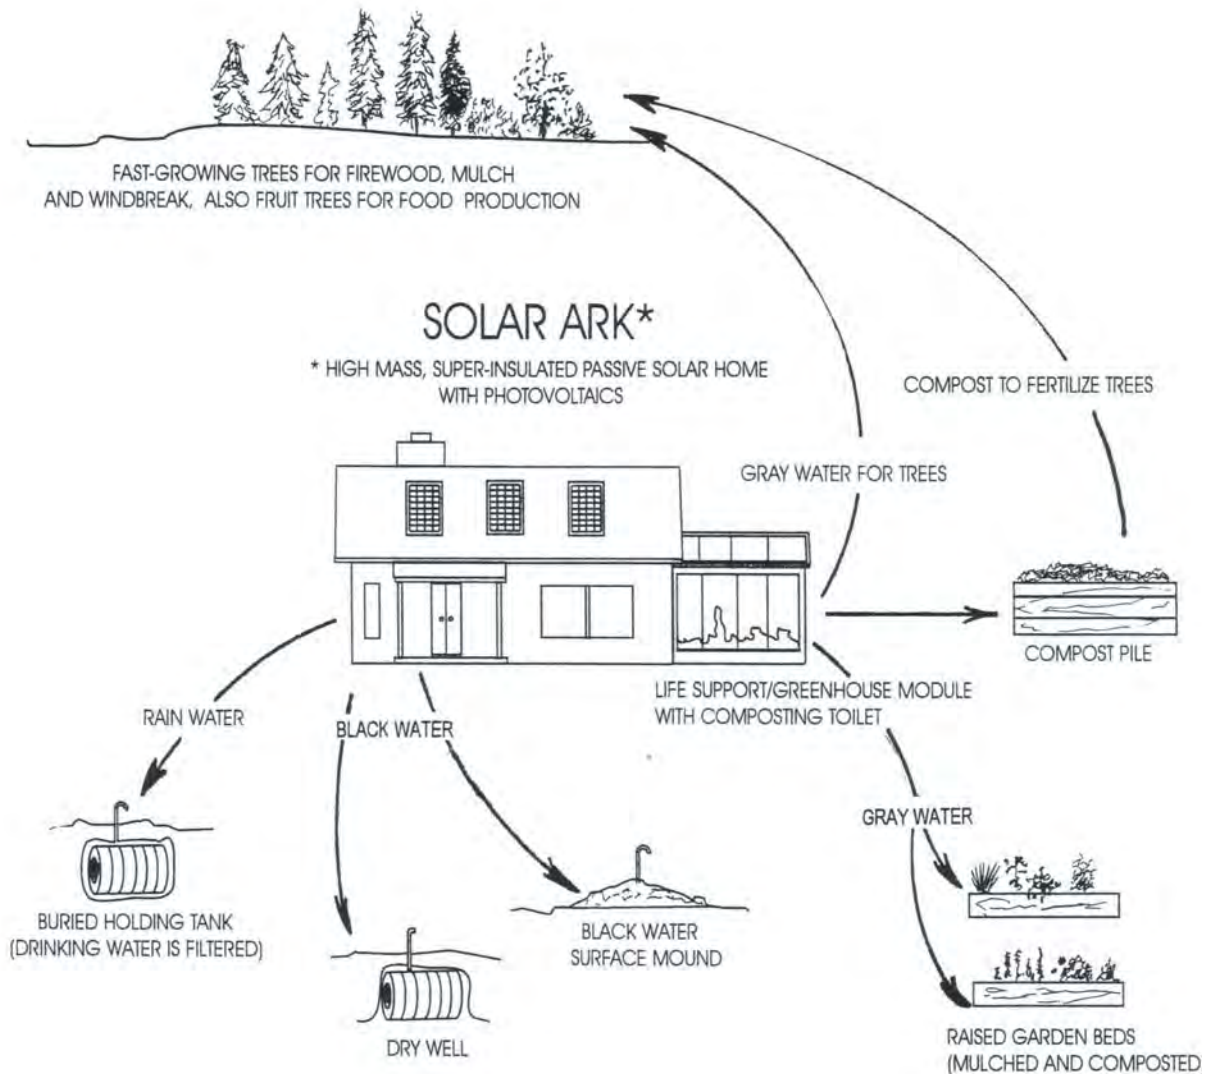 FAST-GROWING TREES FOR FIREWOOD, MULCH
AND WINDBREAK, ALSO FRUIT TREES FOR FOOD PRODUCTION
SOLAR ARK*
* HIGH MASS, SUPER-INSULATED PASSIVE SOLAR HOME
WITH PHOTOVOLTAICS
COMPOST TO FERTILIZE TREES
GRAY WATER FOR TREES
COMPOST PILE
LIFE SUPPORT/GREENHOUSE MODULE
WITH COMPOSTING TOILET
RAIN WATER
BLACK WATER
GRAY WATER
BURIED HOLDING TANK
(DRINKING WATER IS FILTERED)
BLACK WATER
SURFACE MOUND
DRY WELL
RAISED GARDEN BEDS
(MULCHED AND COMPOSTED